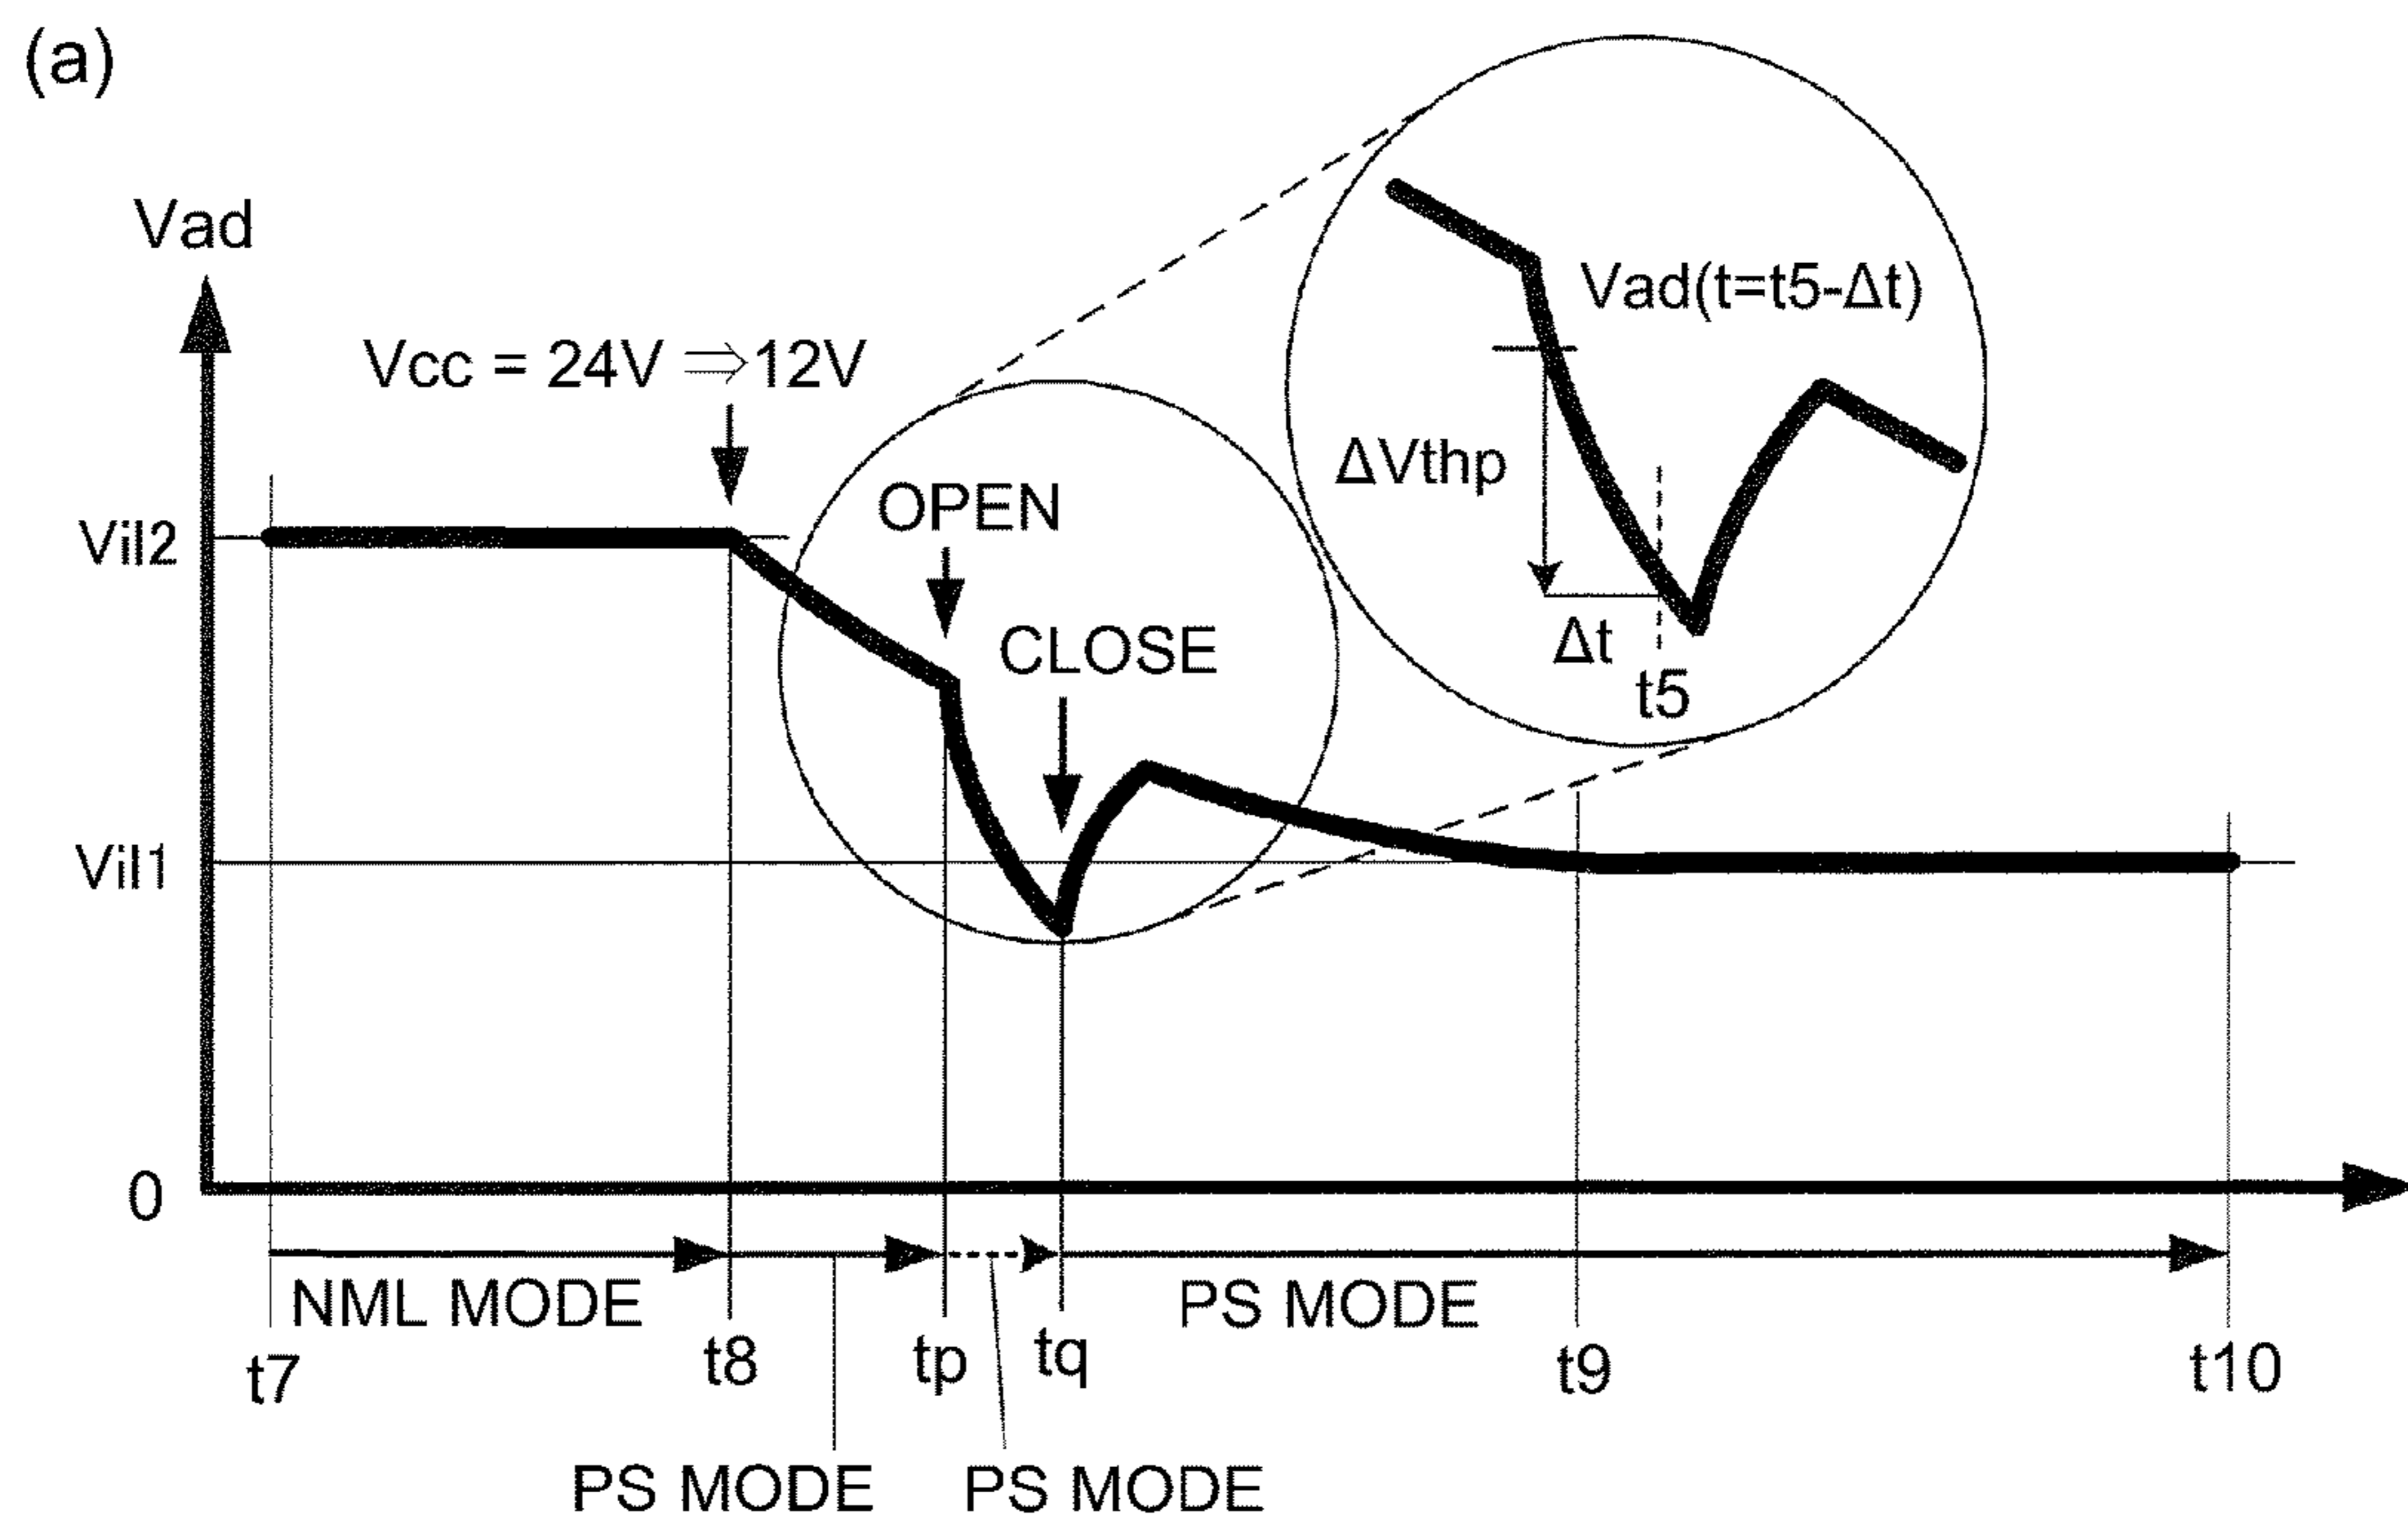 (a)
Vad
Vcc = 24V ⇒12V
Vad(t=t5-Δt)
ΔVthp
Δt
t5
OPEN
CLOSE
Vil2
Vil1
0
NML MODE
PS MODE
t7
t8
tp
tq
t9
t10
PS MODE
PS MODE